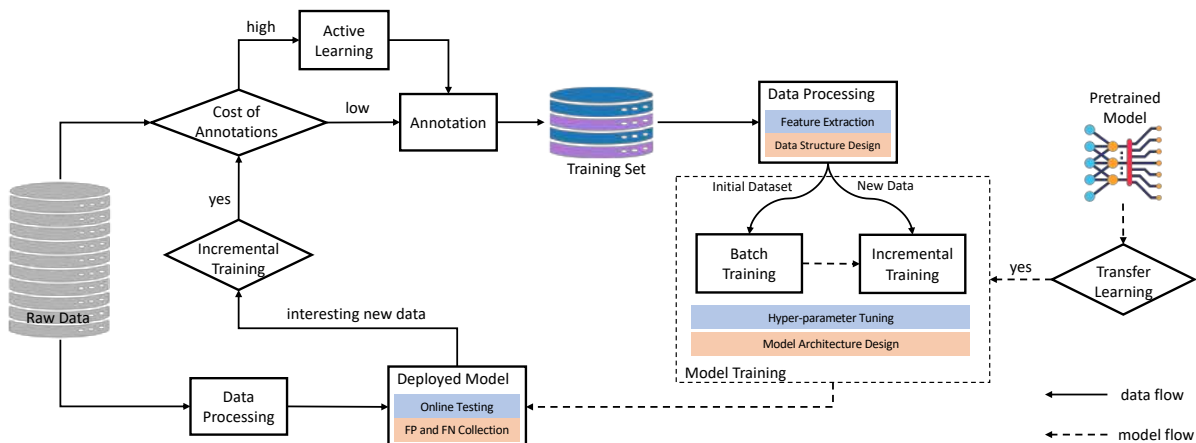 high
Active
Learning
Cost of
Annotations
low
Annotation
Training Set
Data Processing
Feature Extraction
Data Structure Design
Pretrained
Model
Initial Dataset
New Data
yes
Incremental
Training
Batch
Training
Incremental
Training
yes
Transfer
Learning
Raw Data
interesting new data
Hyper-parameter Tuning
Model Architecture Design
Model Training
Data
Processing
Deployed Model
Online Testing
FP and FN Collection
data flow
model flow